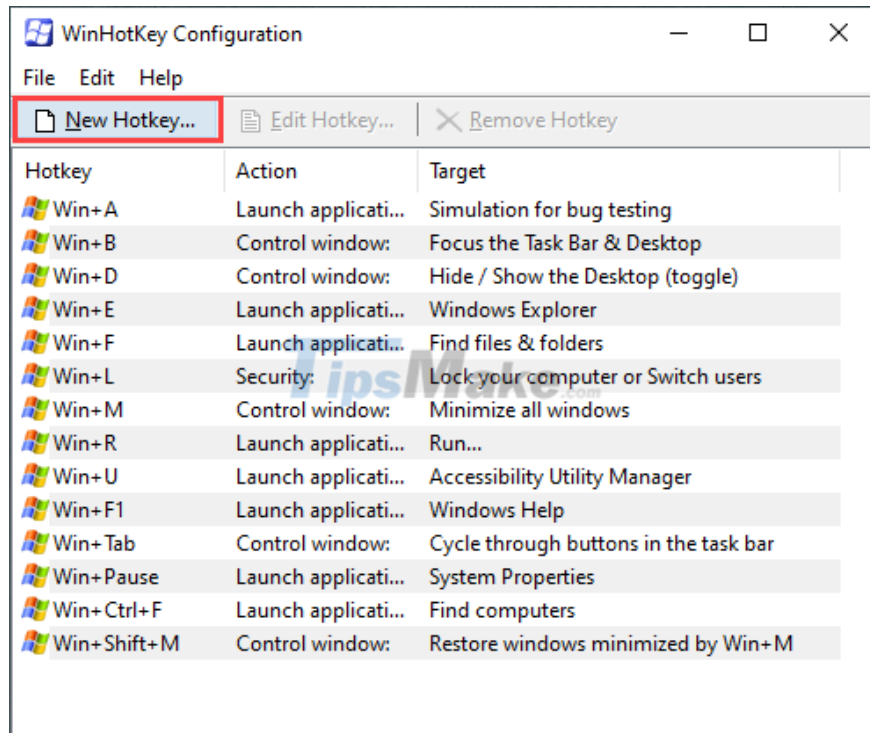 WinHotKey Configuration
File Edit Help
New Hotkey... Edit Hotkey... Remove Hotkey
Hotkey Action Target
Win+A Launch applicati... Simulation for bug testing
Win+B Control window: Focus the Task Bar & Desktop
Win+D Control window: Hide / Show the Desktop (toggle)
Win+E Launch applicati... Windows Explorer
Win+F Launch applicati... Find files & folders
TipsMake.com
Win+L Security: Lock your computer or Switch users
Win+M Control window: Minimize all windows
Win+R Launch applicati... Run...
Win+U Launch applicati... Accessibility Utility Manager
Win+F1 Launch applicati... Windows Help
Win+Tab Control window: Cycle through buttons in the task bar
Win+Pause Launch applicati... System Properties
Win+Ctrl+F Launch applicati... Find computers
Win+Shift+M Control window: Restore windows minimized by Win+M